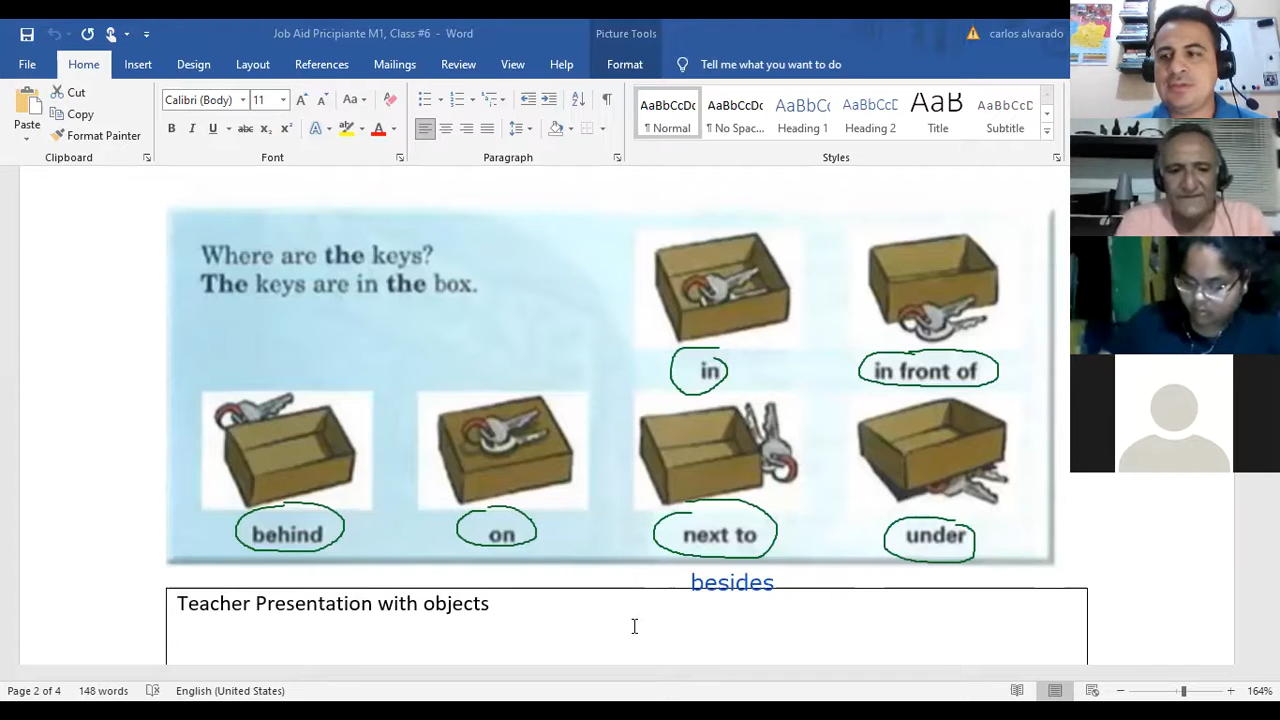 Job Aid Pricipiante M1, Class #6 - Word
Picture Tools
carlos alvarado
File Home Insert Design Layout References Mailings Review View Help Format Tell me what you want to do
Paste
Cut
Copy
Format Painter
Clipboard
Calibri (Body) 11
Font
Paragraph
AaBbCcDc AaBbCcDc AaBbCc AaBbCcD AaB AaBbCcD
¶ Normal ¶ No Spac... Heading 1 Heading 2 Title Subtitle
Styles
Where are the keys?
The keys are in the box.
in
in front of
behind
on
next to
under
besides
Teacher Presentation with objects
Page 2 of 4 148 words English (United States) 164%